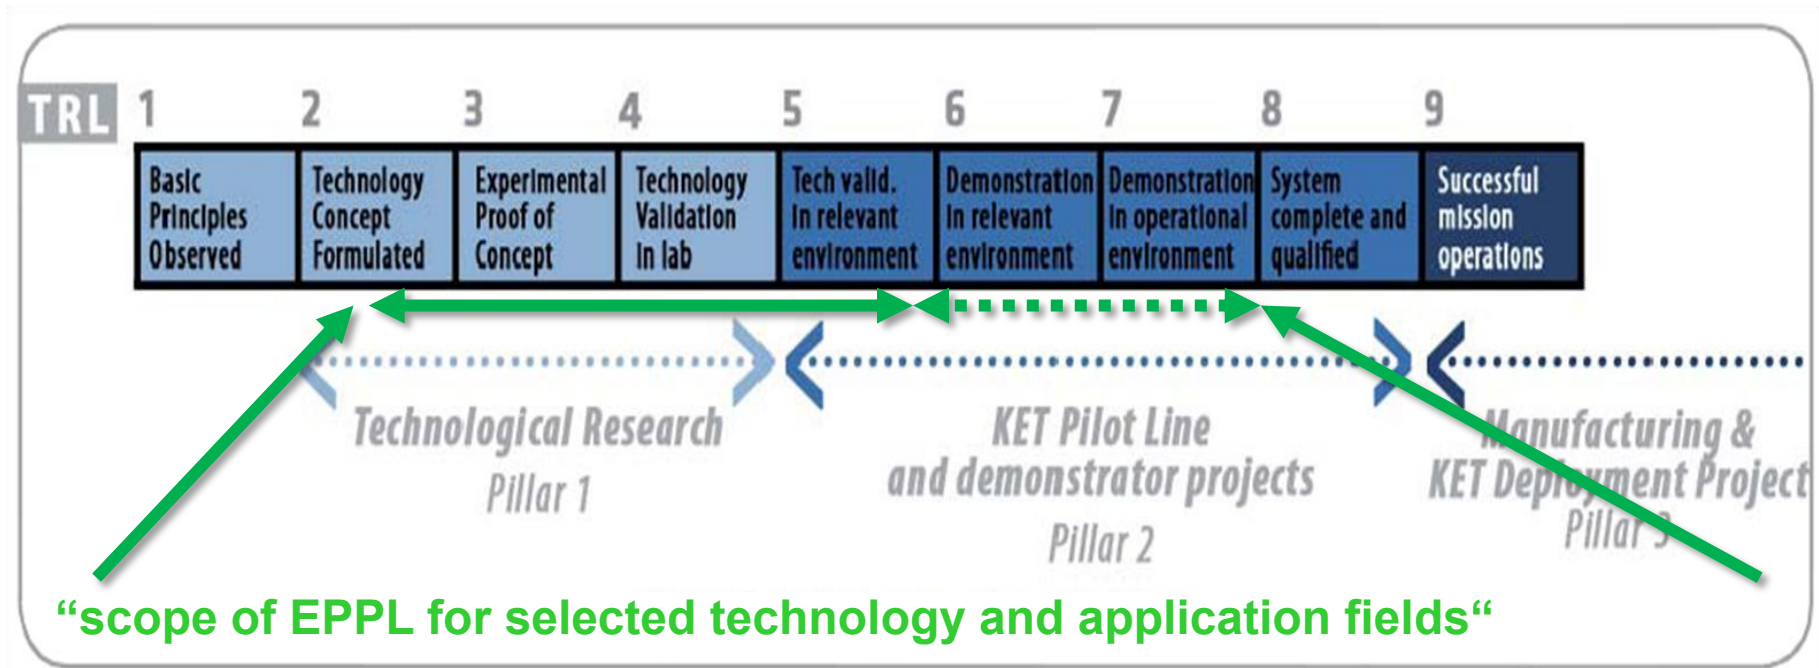 TRL 1 2 3 4 5 6 7 8 9
Basic
Principles
Observed
Technology
Concept
Formulated
Experimental
Proof of
Concept
Technology
Validation
in lab
Tech valid.
in relevant
environment
Demonstration
in relevant
environment
Demonstration
in operational
environment
System
complete and
qualified
Successful
mission
operations
Technological Research
Pillar 1
KET Pilot Line
and demonstrator projects
Pillar 2
Manufacturing &
KET Deployment Project
Pillar 3
“scope of EPPL for selected technology and application fields“